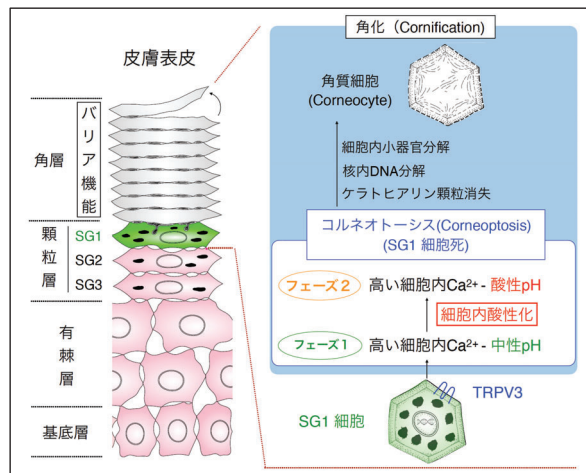 皮膚表皮
角層
バリア機能
顆粒層
SG1
SG2
SG3
有棘層
基底層
角化(Cornification)
角質細胞
(Corneocyte)
細胞内小器官分解
核内DNA分解
ケラトヒアリン顆粒消失
コルネオトーシス(Corneoptosis)
(SG1 細胞死)
フェーズ2 高い細胞内Ca²⁺ - 酸性pH
細胞内酸性化
フェーズ1 高い細胞内Ca²⁺ - 中性pH
TRPV3
SG1 細胞